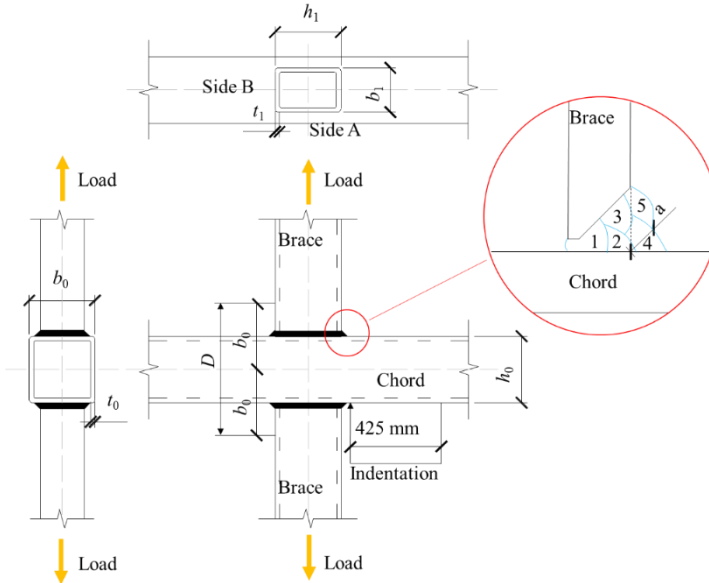 h₁
Side B
b₁
t₁
Side A
Load
Load
Brace
Brace
5
3
a
1
2
4
Chord
b₀
b₀
D
Chord
h₀
b₀
t₀
425 mm
Indentation
Brace
Load
Load